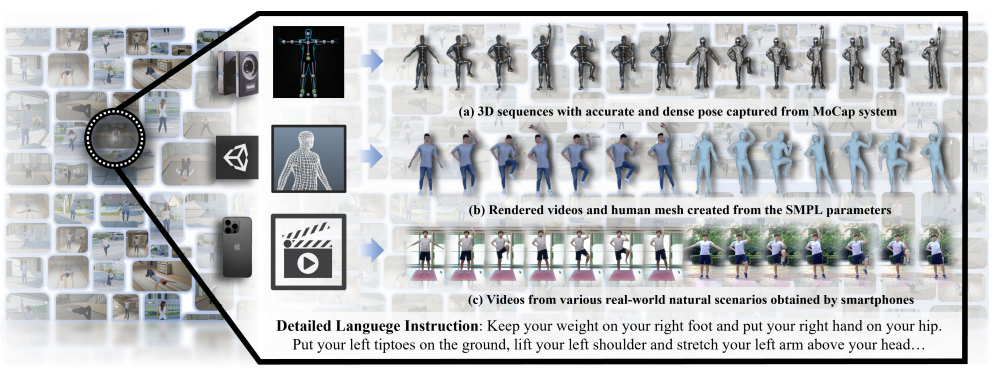 (a) 3D sequences with accurate and dense pose captured from MoCap system
(b) Rendered videos and human mesh created from the SMPL parameters
(c) Videos from various real-world natural scenarios obtained by smartphones
Detailed Languege Instruction: Keep your weight on your right foot and put your right hand on your hip.
Put your left tiptoes on the ground, lift your left shoulder and stretch your left arm above your head…